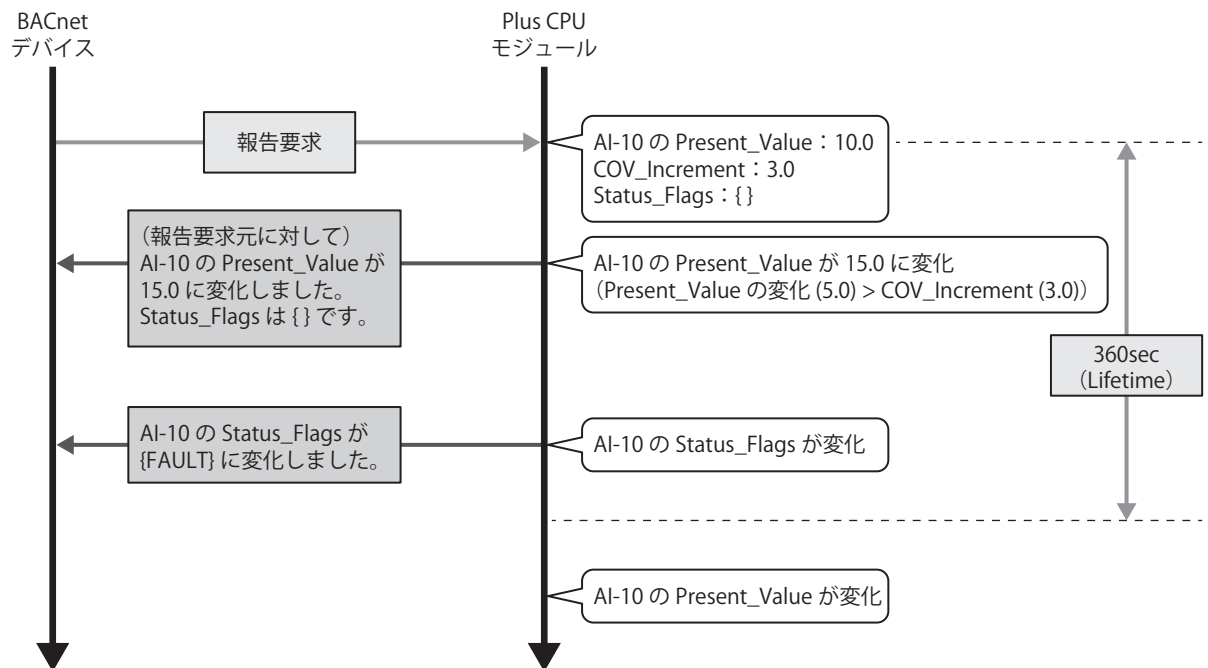 BACnet
デバイス
Plus CPU
モジュール
報告要求
AI-10 の Present_Value：10.0
COV_Increment：3.0
Status_Flags：{ }
（報告要求元に対して）
AI-10 の Present_Value が
15.0 に変化しました。
Status_Flags は { } です。
AI-10 の Present_Value が 15.0 に変化
（Present_Value の変化 (5.0) > COV_Increment (3.0)）
360sec
（Lifetime）
AI-10 の Status_Flags が
{FAULT} に変化しました。
AI-10 の Status_Flags が変化
AI-10 の Present_Value が変化